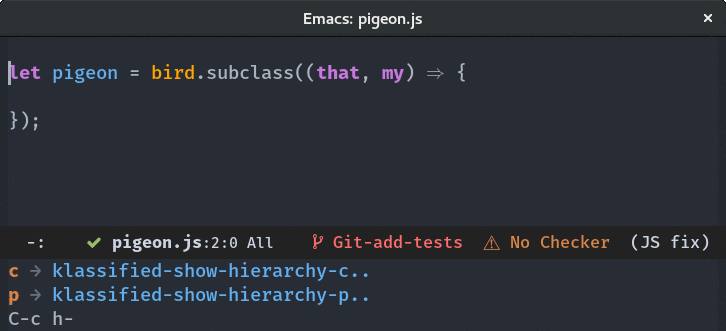 Emacs: pigeon.js ×
let pigeon = bird.subclass((that, my) ⇒ {
});
-: ✔ pigeon.js:2:0 All Git-add-tests ⚠ No Checker (JS fix)
c → klassified-show-hierarchy-c..
p → klassified-show-hierarchy-p..
C-c h-